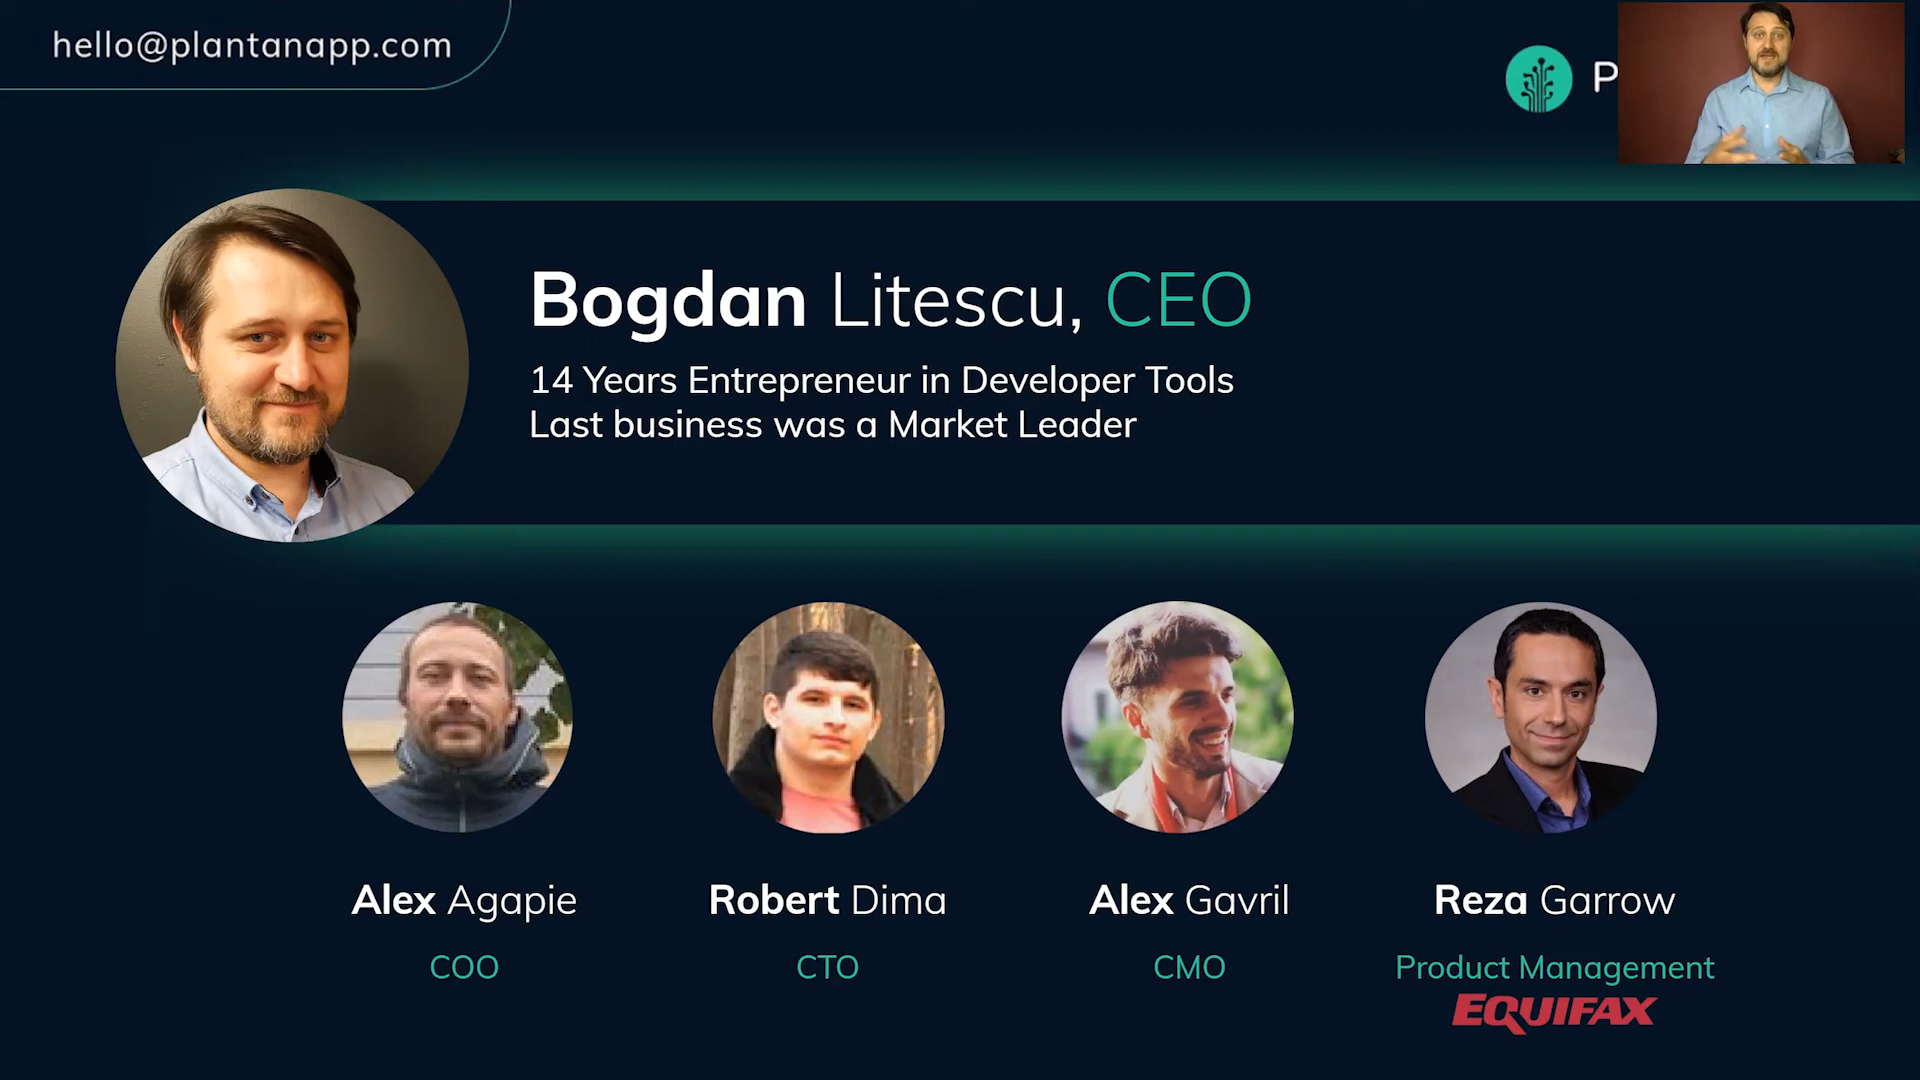 hello@plantanapp.com
P
Bogdan Litescu, CEO
14 Years Entrepreneur in Developer Tools
Last business was a Market Leader
Alex Agapie
COO
Robert Dima
CTO
Alex Gavril
CMO
Reza Garrow
Product Management
EQUIFAX